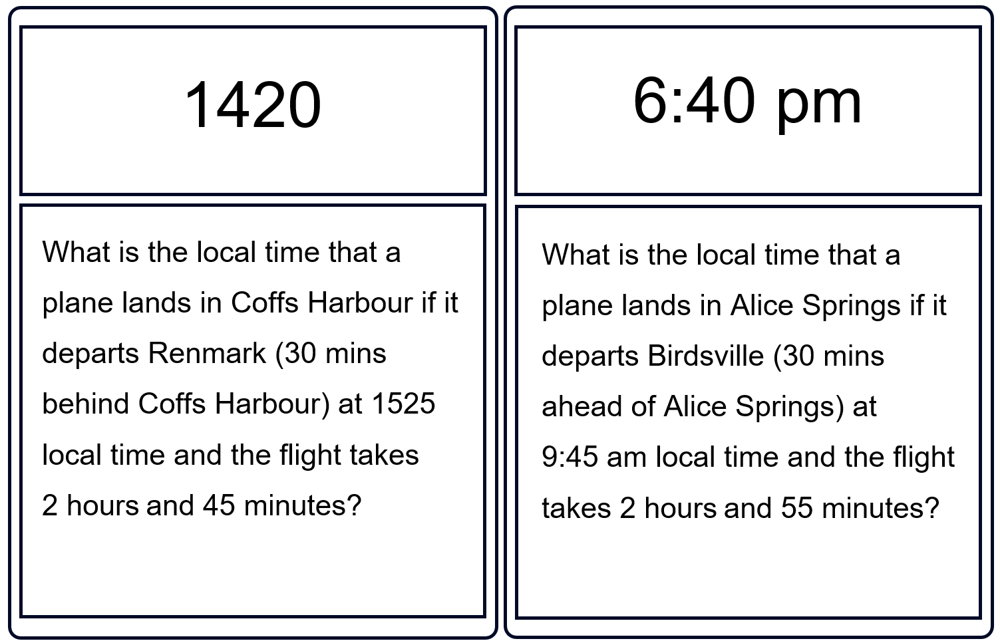 1420
What is the local time that a
plane lands in Coffs Harbour if it
departs Renmark (30 mins
behind Coffs Harbour) at 1525
local time and the flight takes
2 hours and 45 minutes?
6:40 pm
What is the local time that a
plane lands in Alice Springs if it
departs Birdsville (30 mins
ahead of Alice Springs) at
9:45 am local time and the flight
takes 2 hours and 55 minutes?